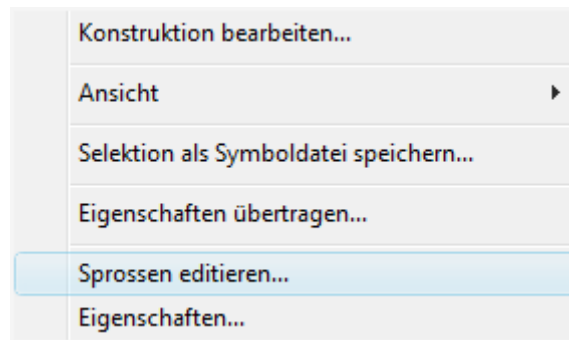 Konstruktion bearbeiten...
Ansicht
Selektion als Symboldatei speichern...
Eigenschaften übertragen...
Sprossen editieren...
Eigenschaften...